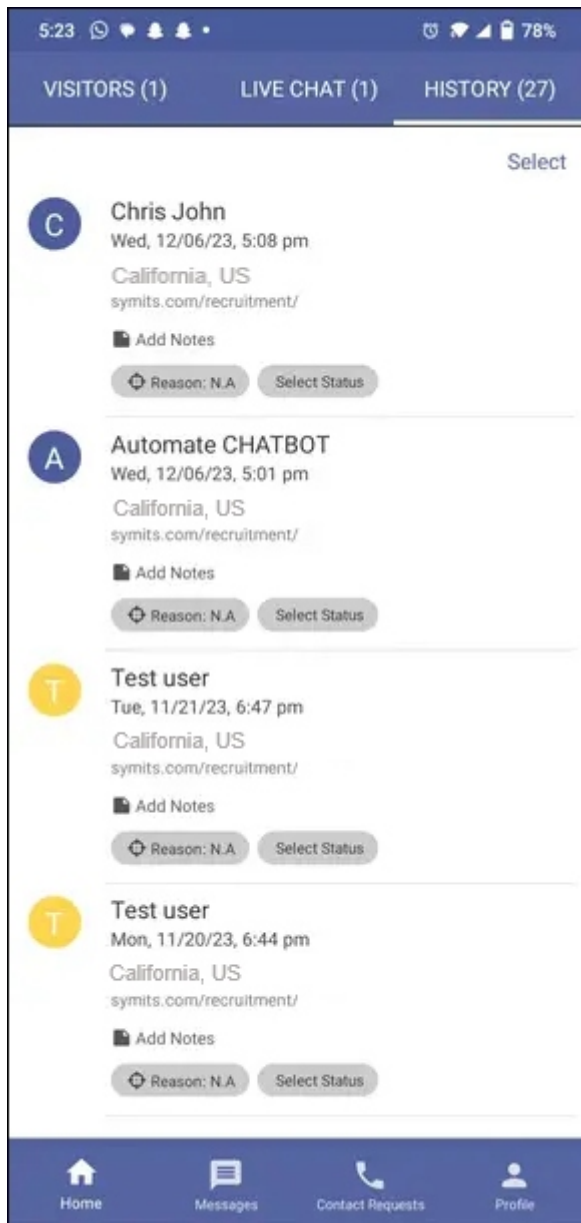 5:23 78%
VISITORS (1) LIVE CHAT (1) HISTORY (27)
Select
C
Chris John
Wed, 12/06/23, 5:08 pm
California, US
symits.com/recruitment/
Add Notes
Reason: N.A Select Status
A
Automate CHATBOT
Wed, 12/06/23, 5:01 pm
California, US
symits.com/recruitment/
Add Notes
Reason: N.A Select Status
T
Test user
Tue, 11/21/23, 6:47 pm
California, US
symits.com/recruitment/
Add Notes
Reason: N.A Select Status
T
Test user
Mon, 11/20/23, 6:44 pm
California, US
symits.com/recruitment/
Add Notes
Reason: N.A Select Status
Home Messages Contact Requests Profile